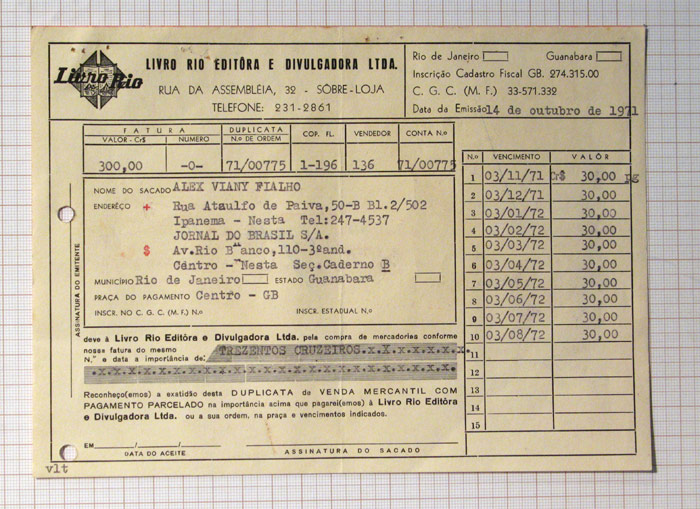 Livro Rio
LIVRO RIO EDITÔRA E DIVULGADORA LTDA.
RUA DA ASSEMBLÉIA, 32 - SÔBRE-LOJA
TELEFONE: 231-2861
Rio de Janeiro Guanabara
Inscrição Cadastro Fiscal GB. 274.315.00
C. G. C. (M. F.) 33-571.332
Data da Emissão 14 de outubro de 1971
FATURA DUPLICATA COP. FL. VENDEDOR CONTA N.o
VALOR - Cr$ NUMERO N.o DE ORDEM
300,00 -0- 71/00775 1-196 136 71/00775
NOME DO SACADO ALEX VIANY FIALHO
ENDERÊÇO + Rua Ataulfo de Paiva,50-B Bl.2/502
Ipanema - Nesta Tel:247-4537
JORNAL DO BRASIL S/A.
$ Av.Rio Branco,110-3ºand.
Centro - Nesta Seç.Caderno B
MUNICÍPIO Rio de Janeiro ESTADO Guanabara
PRAÇA DO PAGAMENTO Centro - GB
INSCR. NO C. G. C. (M. F.) N.o INSCR. ESTADUAL N.o
ASSINATURA DO EMITENTE
deve à Livro Rio Editôra e Divulgadora Ltda. pela compra de mercadorias conforme
nossa fatura do mesmo
N.o e data a importância de: TREZENTOS CRUZEIROS.x.x.x.x.x.x.x.
.x.x.x.x.x.x.x.x.x.x.x.x.x.x.x.x.x.x.x.x.x.x.x.x.
Reconheço(emos) a exatidão desta DUPLICATA de VENDA MERCANTIL COM
PAGAMENTO PARCELADO na importância acima que pagarei(emos) à Livro Rio Editôra
e Divulgadora Ltda. ou a sua ordem, na praça e vencimentos indicados.
EM ____/____/____
DATA DO ACEITE ASSINATURA DO SACADO
vlt
N.o VENCIMENTO VALÔR
1 03/11/71 Cr$ 30,00 pg
2 03/12/71 30,00
3 03/01/72 30,00
4 03/02/72 30,00
5 03/03/72 30,00
6 03/04/72 30,00
7 03/05/72 30,00
8 03/06/72 30,00
9 03/07/72 30,00
10 03/08/72 30,00
11
12
13
14
15